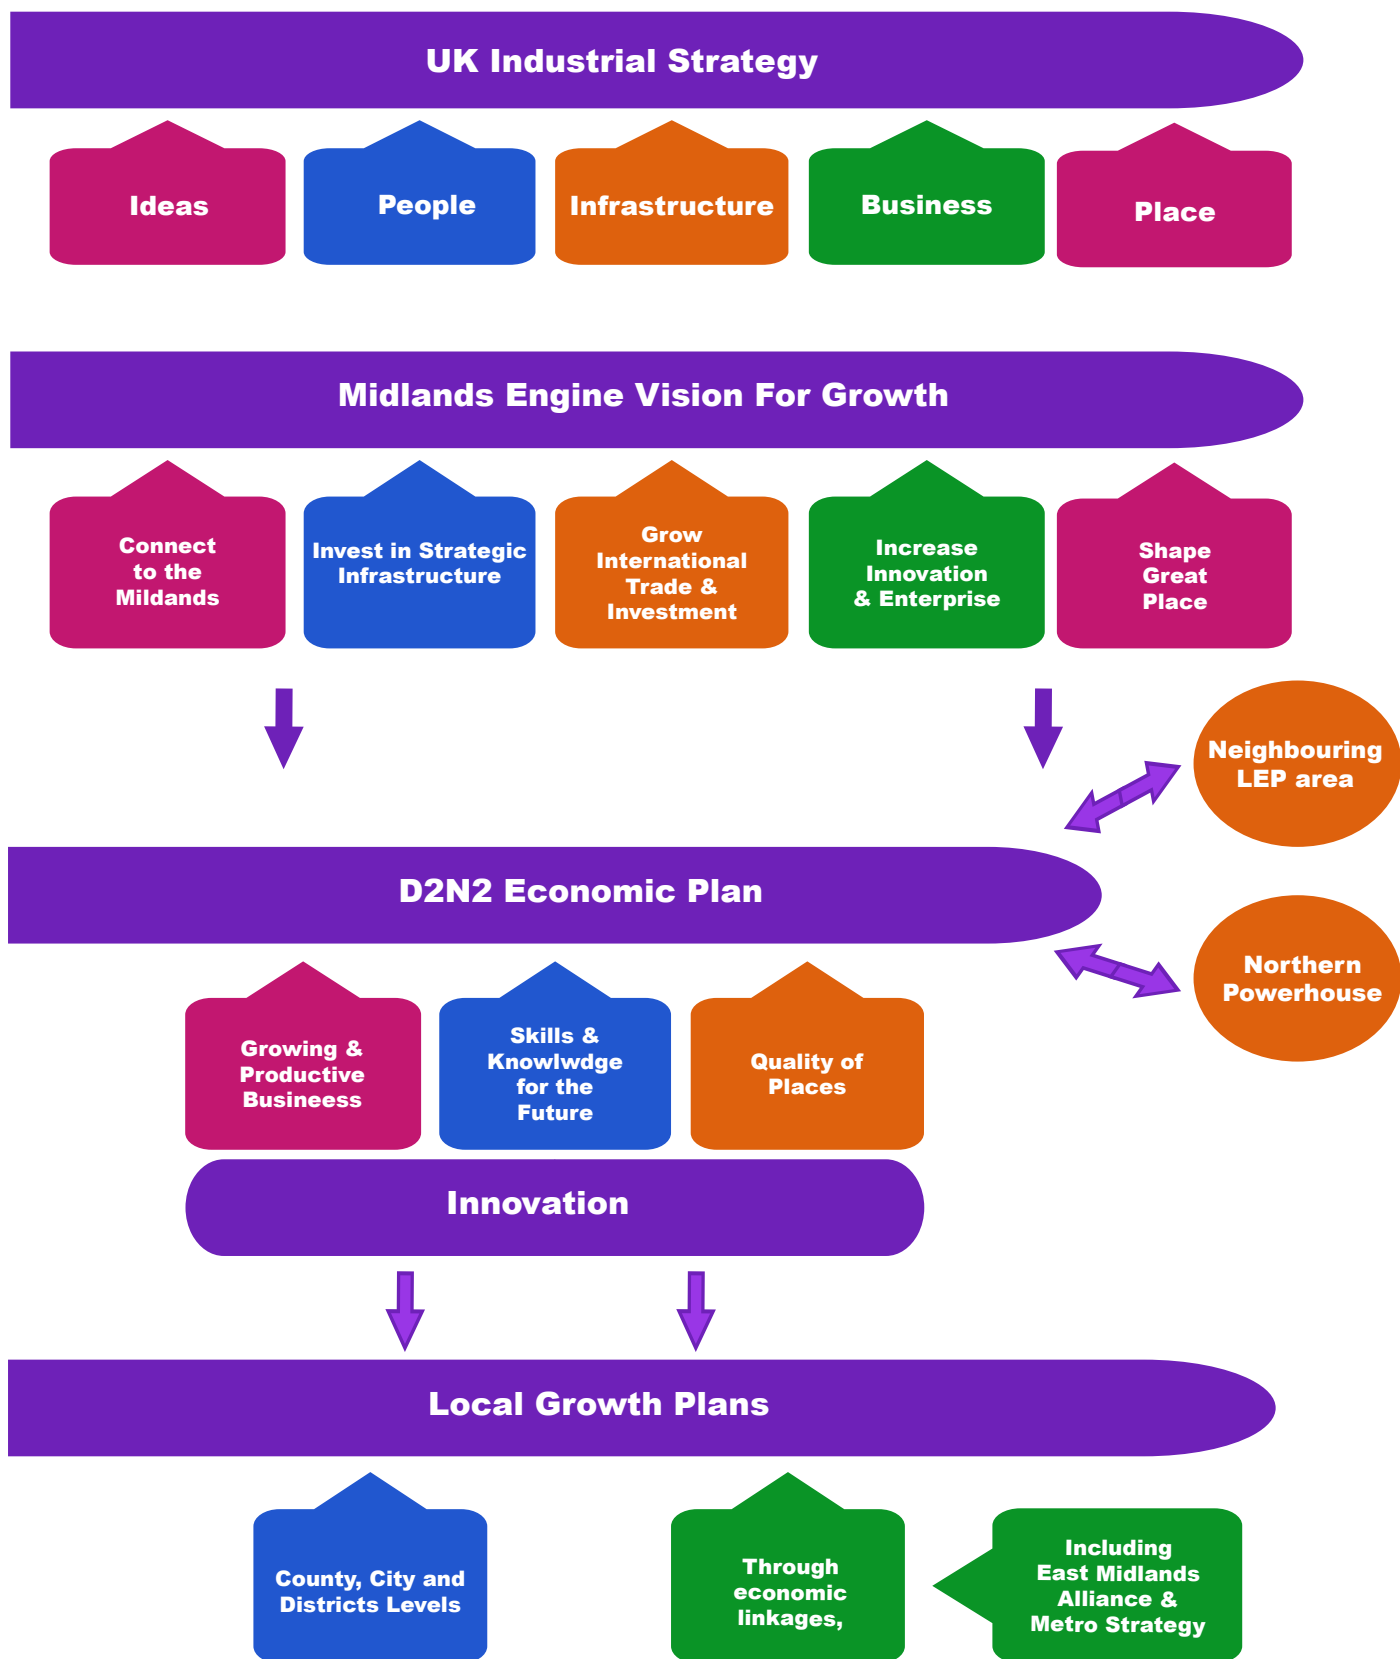 UK Industrial Strategy
Ideas
People
Infrastructure
Business
Place
Midlands Engine Vision For Growth
Connect
to the
Mildands
Invest in Strategic
Infrastructure
Grow
International
Trade &
Investment
Increase
Innovation
& Enterprise
Shape
Great
Place
Neighbouring
LEP area
D2N2 Economic Plan
Northern
Powerhouse
Growing &
Productive
Busineess
Skills &
Knowlwdge
for the
Future
Quality of
Places
Innovation
Local Growth Plans
County, City and
Districts Levels
Through
economic
linkages,
Including
East Midlands
Alliance &
Metro Strategy